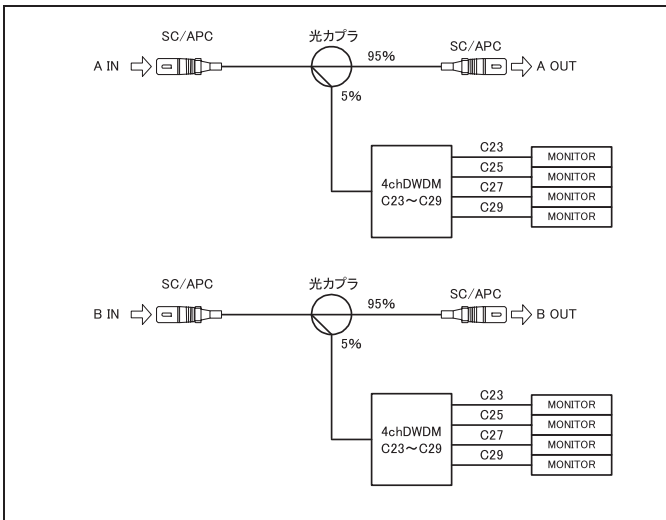 SC/APC
光カプラ
95%
SC/APC
A IN
A OUT
5%
4chDWDM
C23～C29
C23
MONITOR
C25
MONITOR
C27
MONITOR
C29
MONITOR
SC/APC
光カプラ
95%
SC/APC
B IN
B OUT
5%
4chDWDM
C23～C29
C23
MONITOR
C25
MONITOR
C27
MONITOR
C29
MONITOR